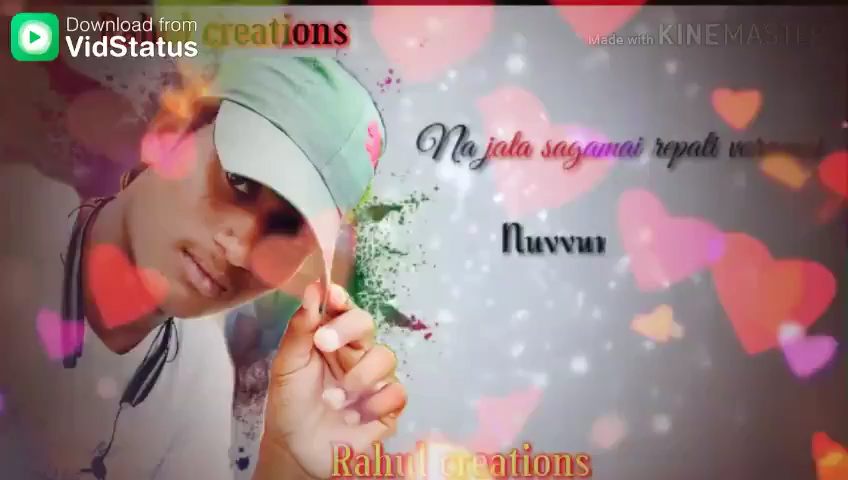 Download from
VidStatus
creations
Made with KINEMASTER
Na jala sagamai repati
Nuvvu
Rahul creations